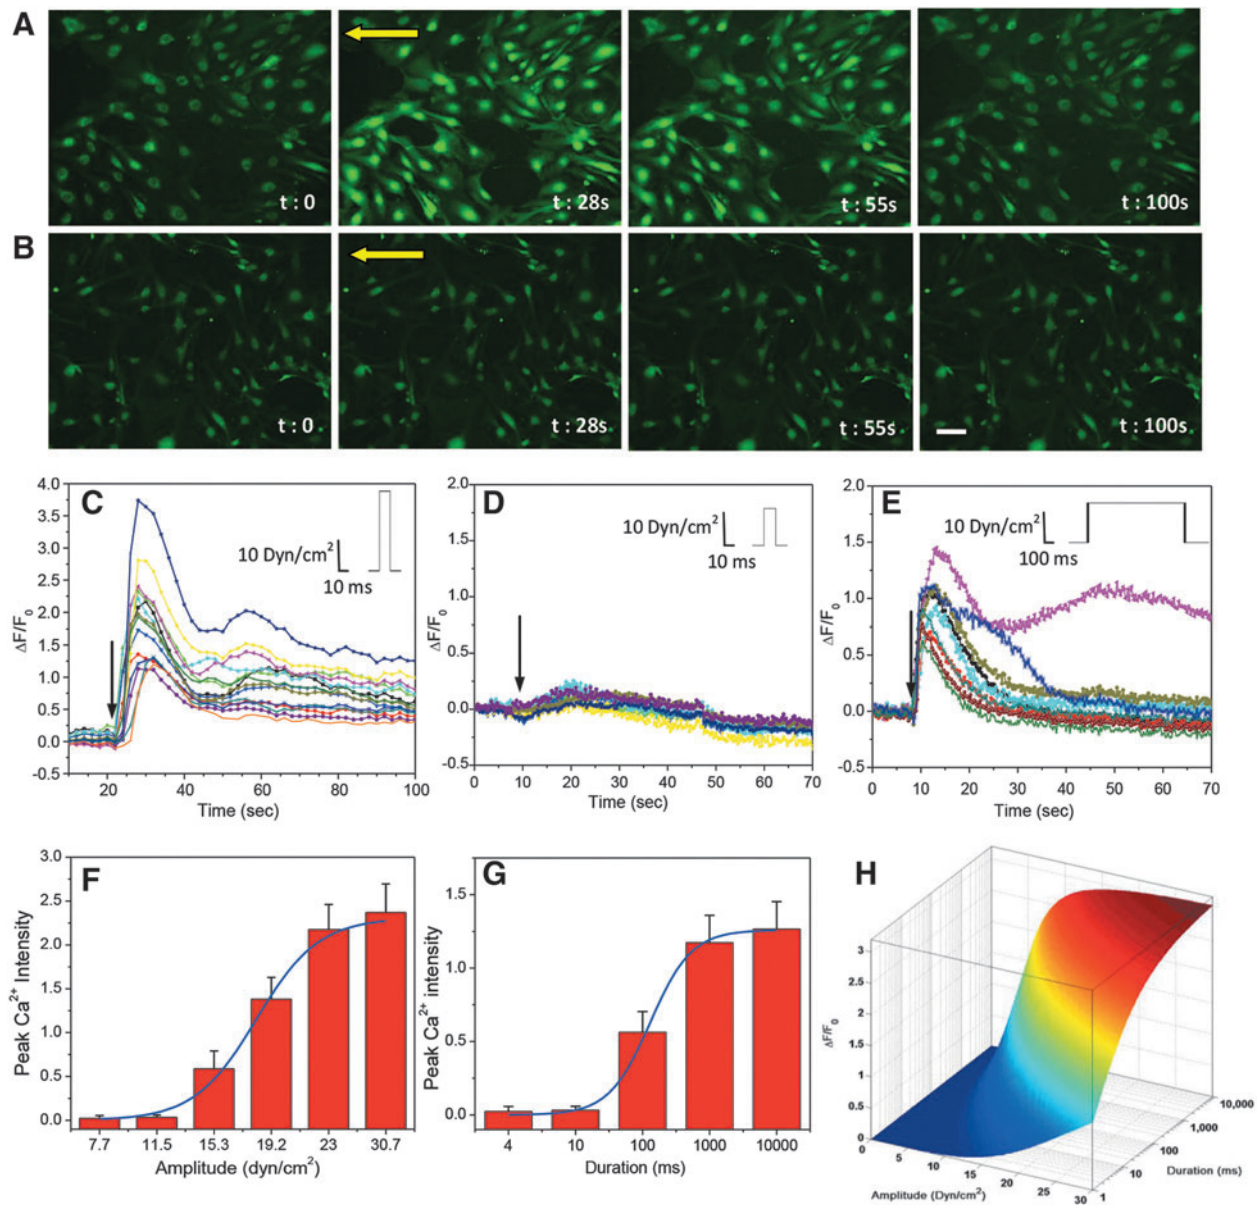 A
t : 0
t : 28s
t : 55s
t : 100s
B
t : 0
t : 28s
t : 55s
t : 100s
C
4.0
3.5
3.0
2.5
2.0
1.5
1.0
0.5
0.0
-0.5
ΔF/F₀
10 Dyn/cm²
10 ms
20
40
60
80
100
Time (sec)
D
2.0
1.5
1.0
0.5
0.0
-0.5
10 Dyn/cm²
10 ms
0
10
20
30
40
50
60
70
Time (sec)
E
2.0
1.5
1.0
0.5
0.0
-0.5
ΔF/F₀
10 Dyn/cm²
100 ms
0
10
20
30
40
50
60
70
Time (sec)
F
3.0
2.5
2.0
1.5
1.0
0.5
0.0
Peak Ca²⁺ Intensity
7.7
11.5
15.3
19.2
23
30.7
Amplitude (dyn/cm²)
G
1.5
1.0
0.5
0.0
Peak Ca²⁺ intensity
4
10
100
1000
10000
Duration (ms)
H
3
2.5
2
1.5
1
0.5
0
ΔF/F₀
0
5
10
15
20
25
30
Amplitude (Dyn/cm²)
1
10
100
1,000
10,000
Duration (ms)